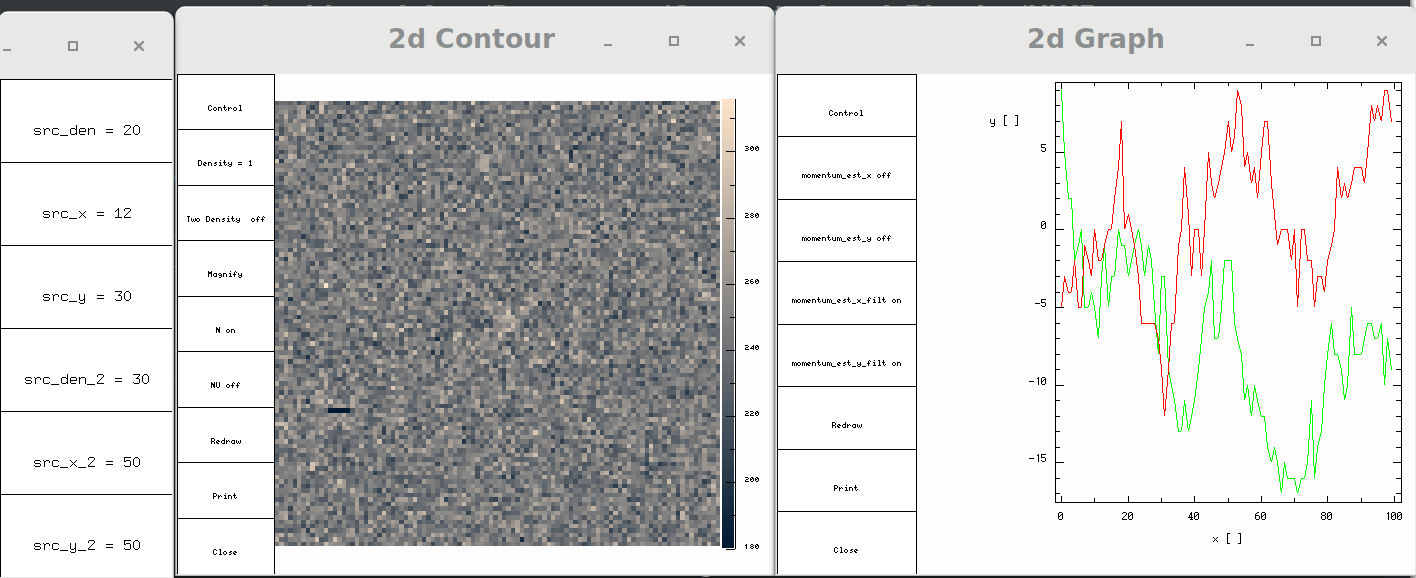 src_den = 20
src_x = 12
src_y = 30
src_den_2 = 30
src_x_2 = 50
src_y_2 = 50
2d Contour
Control
Density = 1
Two Density off
Magnify
N on
NU off
Redraw
Print
Close
300
280
260
240
220
200
180
2d Graph
Control
momentum_est_x off
momentum_est_y off
momentum_est_x_filt on
momentum_est_y_filt on
Redraw
Print
Close
y [ ]
5
0
-5
-10
-15
0 20 40 60 80 100
x [ ]